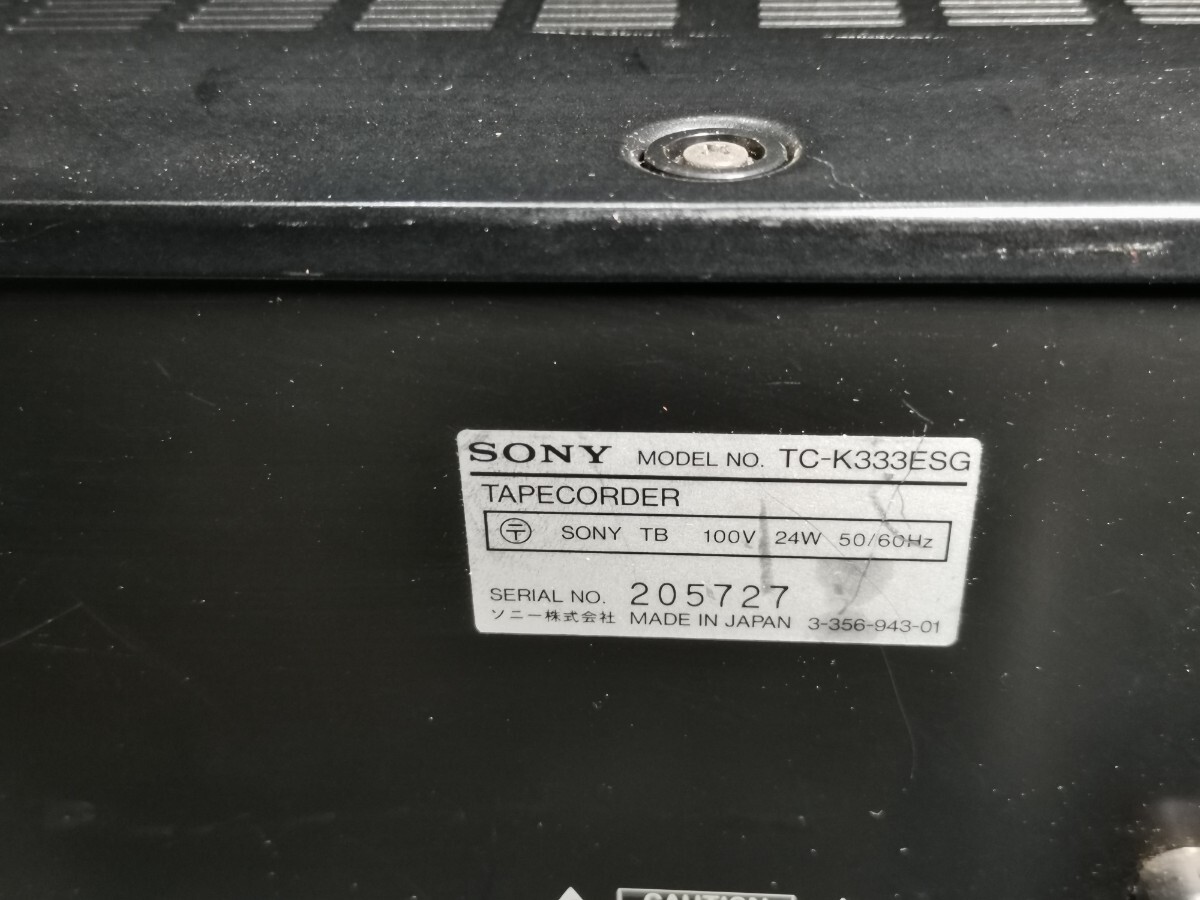 SONY MODEL NO. TC-K333ESG
TAPECORDER
〒 SONY TB 100V 24W 50/60Hz
SERIAL NO. 205727
ソニー株式会社 MADE IN JAPAN 3-356-943-01
CAUTION